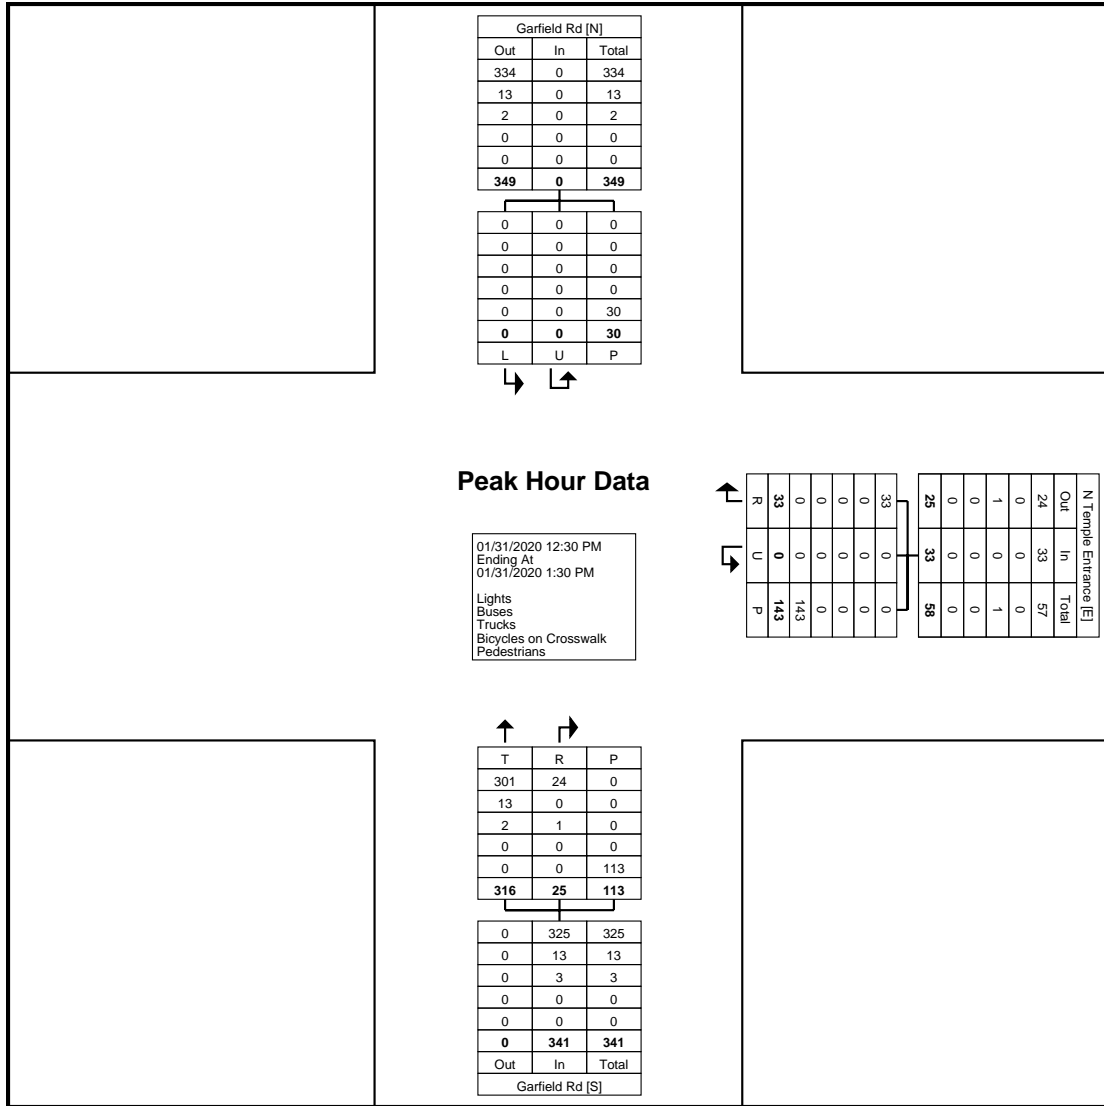 Garfield Rd [N]
Out In Total
334 0 334
13 0 13
2 0 2
0 0 0
0 0 0
349 0 349
0 0 0
0 0 0
0 0 0
0 0 0
0 0 30
0 0 30
L U P
Peak Hour Data
01/31/2020 12:30 PM
Ending At
01/31/2020 1:30 PM
Lights
Buses
Trucks
Bicycles on Crosswalk
Pedestrians
N Temple Entrance [E]
Out In Total
24 33 57
0 0 0
1 0 1
0 0 0
0 0 0
25 33 58
33 0 0
0 0 0
0 0 0
0 0 0
0 0 143
33 0 143
R U P
T R P
301 24 0
13 0 0
2 1 0
0 0 0
0 0 113
316 25 113
0 325 325
0 13 13
0 3 3
0 0 0
0 0 0
0 341 341
Out In Total
Garfield Rd [S]